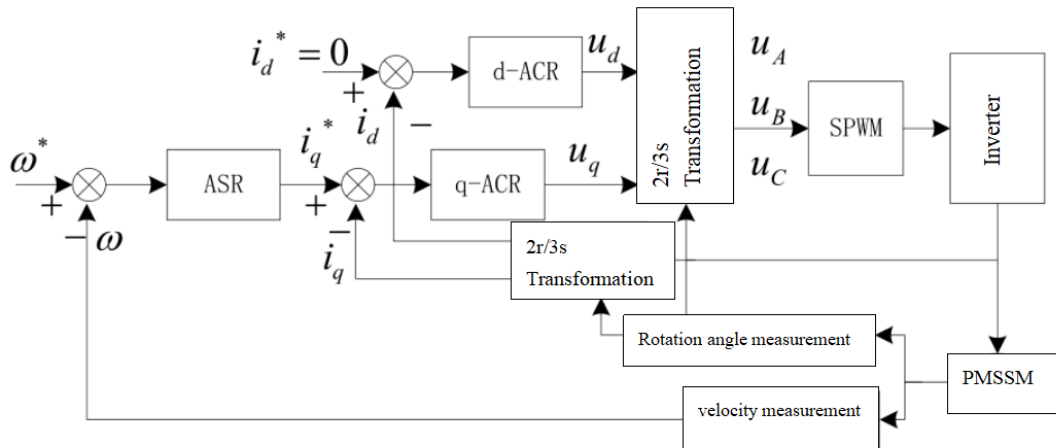 i_d* = 0
+
−
d-ACR
u_d
2r/3s
Transformation
u_A
u_B
u_C
SPWM
Inverter
ω*
+
− ω
ASR
i_q*
+
−
i_d
i_q
q-ACR
u_q
2r/3s
Transformation
Rotation angle measurement
PMSSM
velocity measurement